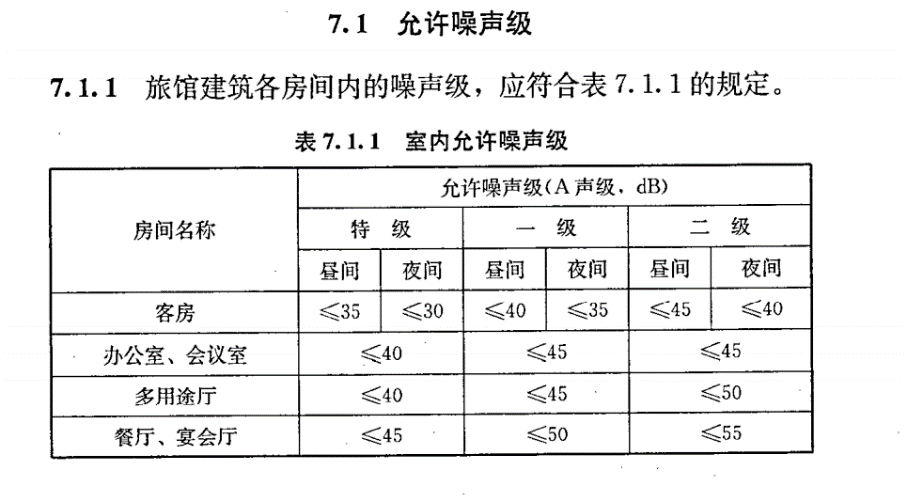 7.1 允许噪声级
7.1.1 旅馆建筑各房间内的噪声级，应符合表 7.1.1 的规定。
表 7.1.1 室内允许噪声级
房间名称 允许噪声级(A 声级，dB)
特 级 一 级 二 级
昼间 夜间 昼间 夜间 昼间 夜间
客房 ≤35 ≤30 ≤40 ≤35 ≤45 ≤40
办公室、会议室 ≤40 ≤45 ≤45
多用途厅 ≤40 ≤45 ≤50
餐厅、宴会厅 ≤45 ≤50 ≤55